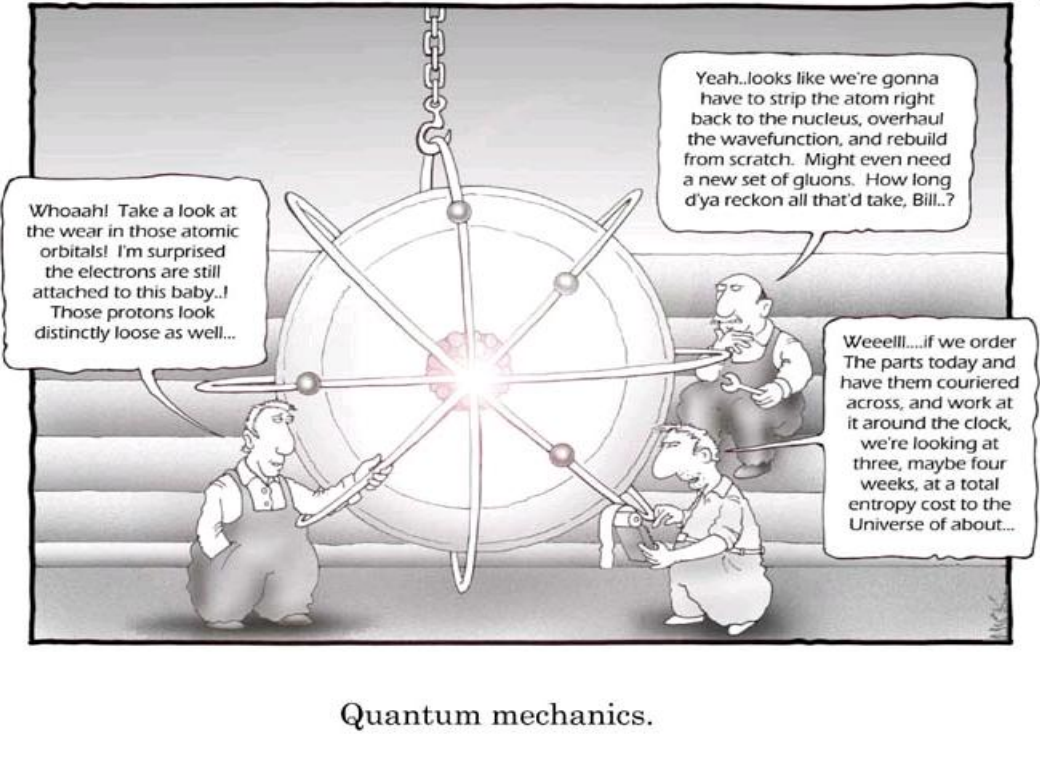 Whoaah! Take a look at
the wear in those atomic
orbitals! I'm surprised
the electrons are still
attached to this baby..!
Those protons look
distinctly loose as well...
Yeah..looks like we're gonna
have to strip the atom right
back to the nucleus, overhaul
the wavefunction, and rebuild
from scratch. Might even need
a new set of gluons. How long
d'ya reckon all that'd take, Bill..?
Weeelll....if we order
The parts today and
have them couriered
across, and work at
it around the clock,
we're looking at
three, maybe four
weeks, at a total
entropy cost to the
Universe of about...
Quantum mechanics.